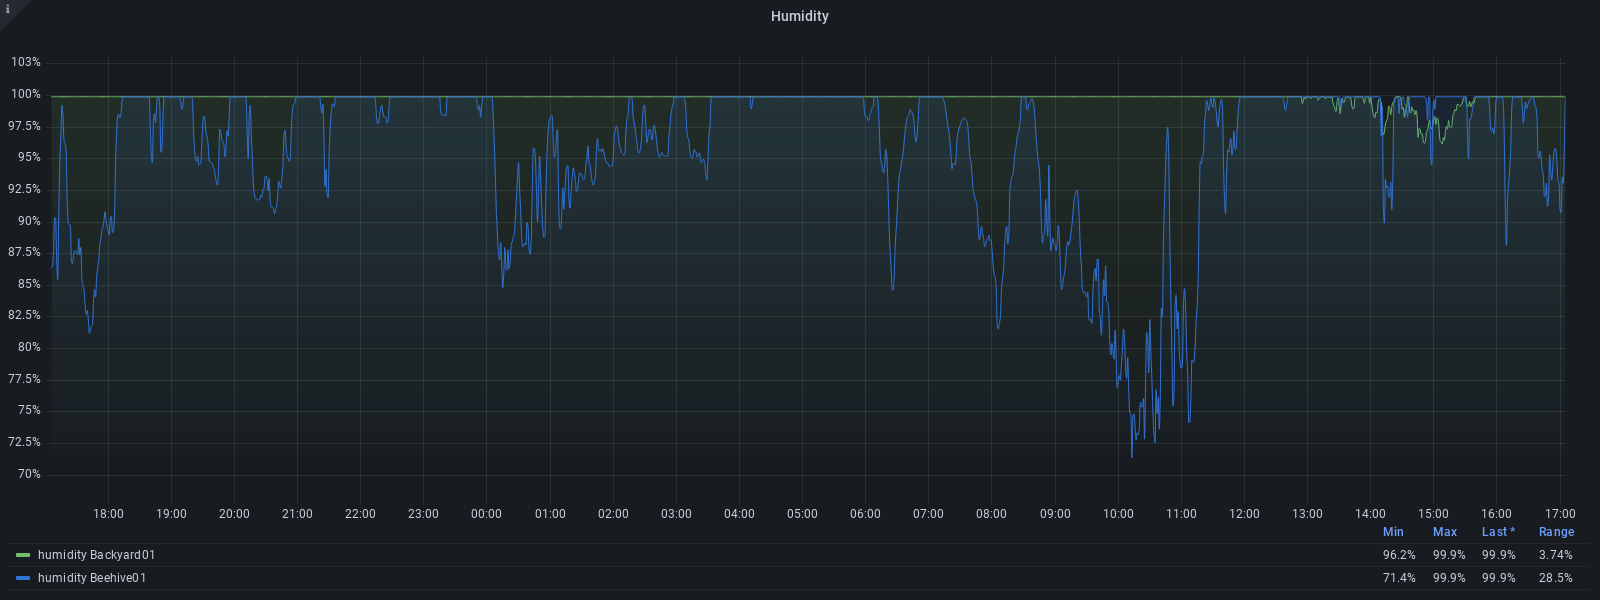 i
Humidity
103%
100%
97.5%
95%
92.5%
90%
87.5%
85%
82.5%
80%
77.5%
75%
72.5%
70%
18:00 19:00 20:00 21:00 22:00 23:00 00:00 01:00 02:00 03:00 04:00 05:00 06:00 07:00 08:00 09:00 10:00 11:00 12:00 13:00 14:00 15:00 16:00 17:00
Min Max Last * Range
humidity Backyard01 96.2% 99.9% 99.9% 3.74%
humidity Beehive01 71.4% 99.9% 99.9% 28.5%